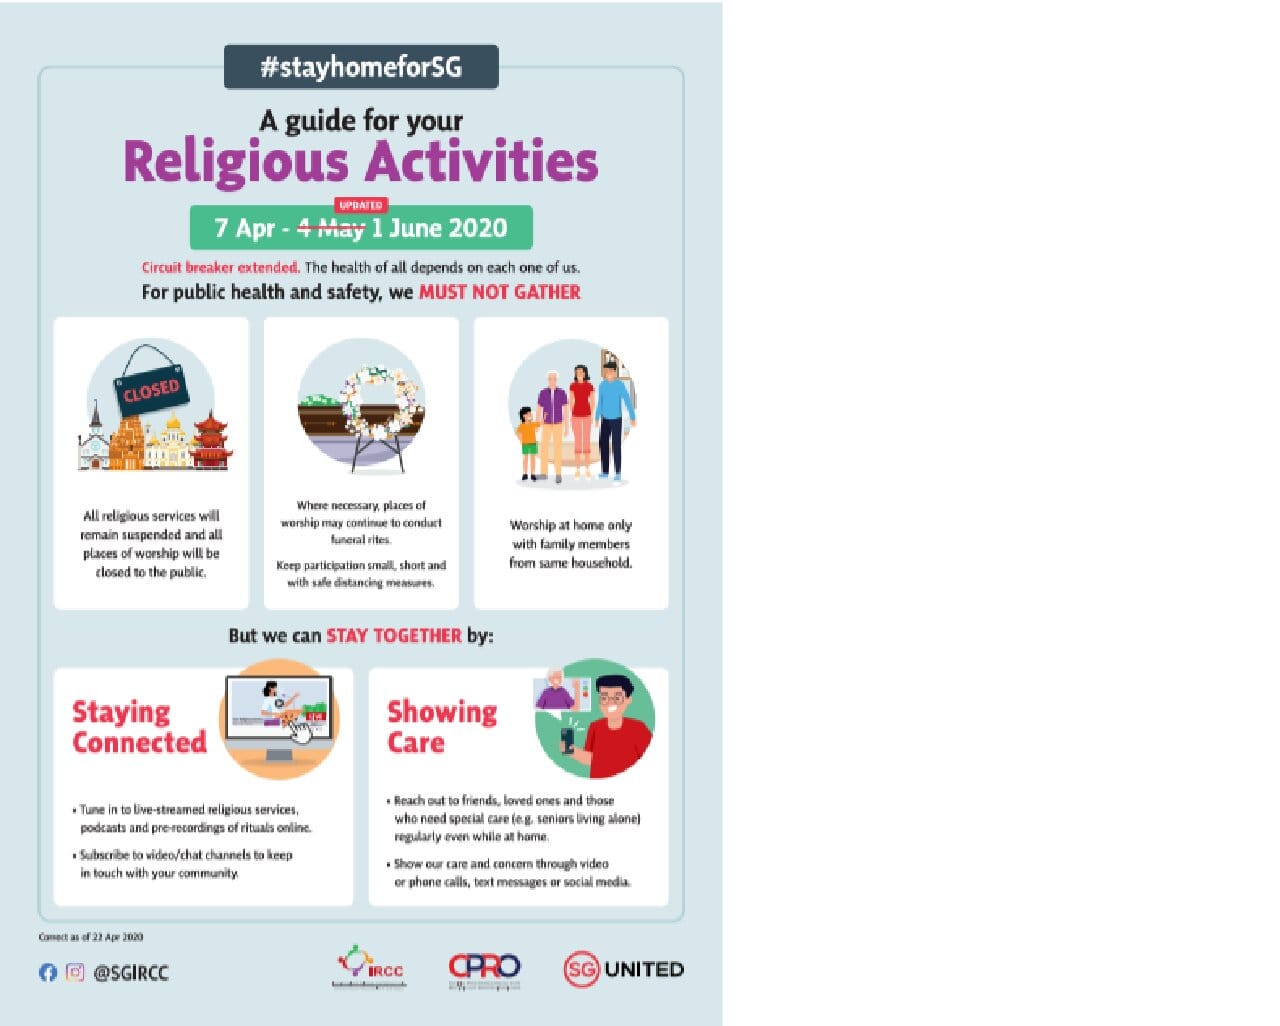 #stayhomeforSG
A guide for your
Religious Activities
UPDATED
7 Apr - 4 May 1 June 2020
Circuit breaker extended. The health of all depends on each one of us.
For public health and safety, we MUST NOT GATHER
CLOSED
All religious services will
remain suspended and all
places of worship will be
closed to the public.
Where necessary, places of
worship may continue to conduct
funeral rites.
Keep participation small, short and
with safe distancing measures.
Worship at home only
with family members
from same household.
But we can STAY TOGETHER by:
Staying
Connected
LIVE
• Tune in to live-streamed religious services,
podcasts and pre-recordings of rituals online.
• Subscribe to video/chat channels to keep
in touch with your community.
Showing
Care
• Reach out to friends, loved ones and those
who need special care (e.g. seniors living alone)
regularly even while at home.
• Show our care and concern through video
or phone calls, text messages or social media.
Correct as of 22 Apr 2020
@SGIRCC
IRCC
CPRO
SG UNITED